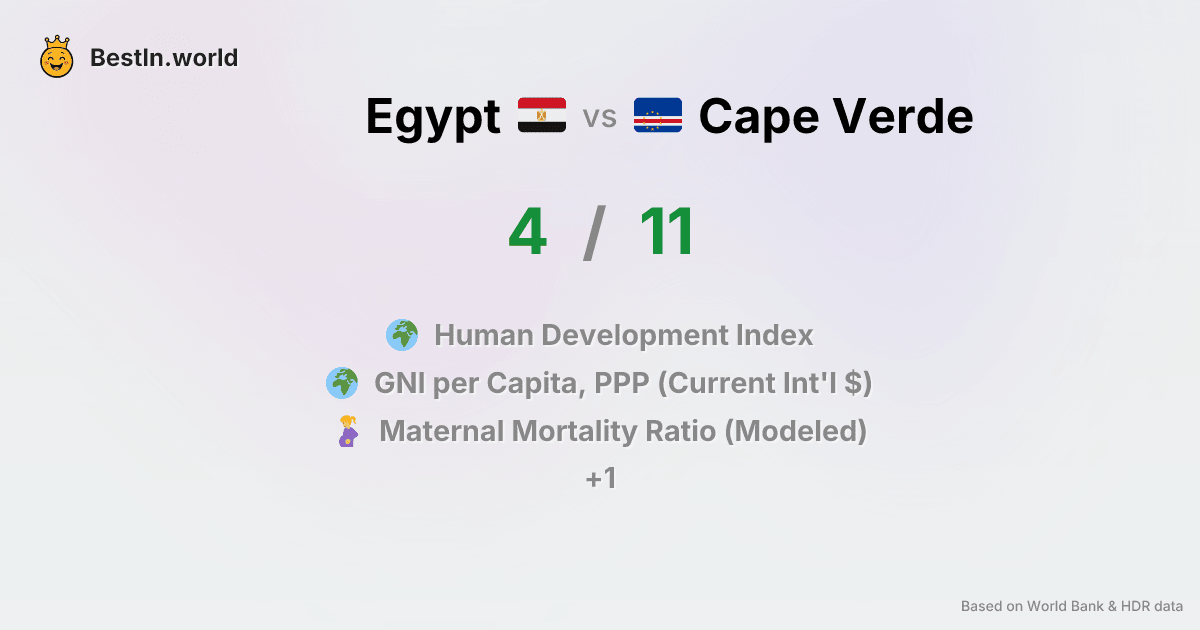 BestIn.world
Egypt vs Cape Verde
4 / 11
Human Development Index
GNI per Capita, PPP (Current Int'l $)
Maternal Mortality Ratio (Modeled)
+1
Based on World Bank & HDR data